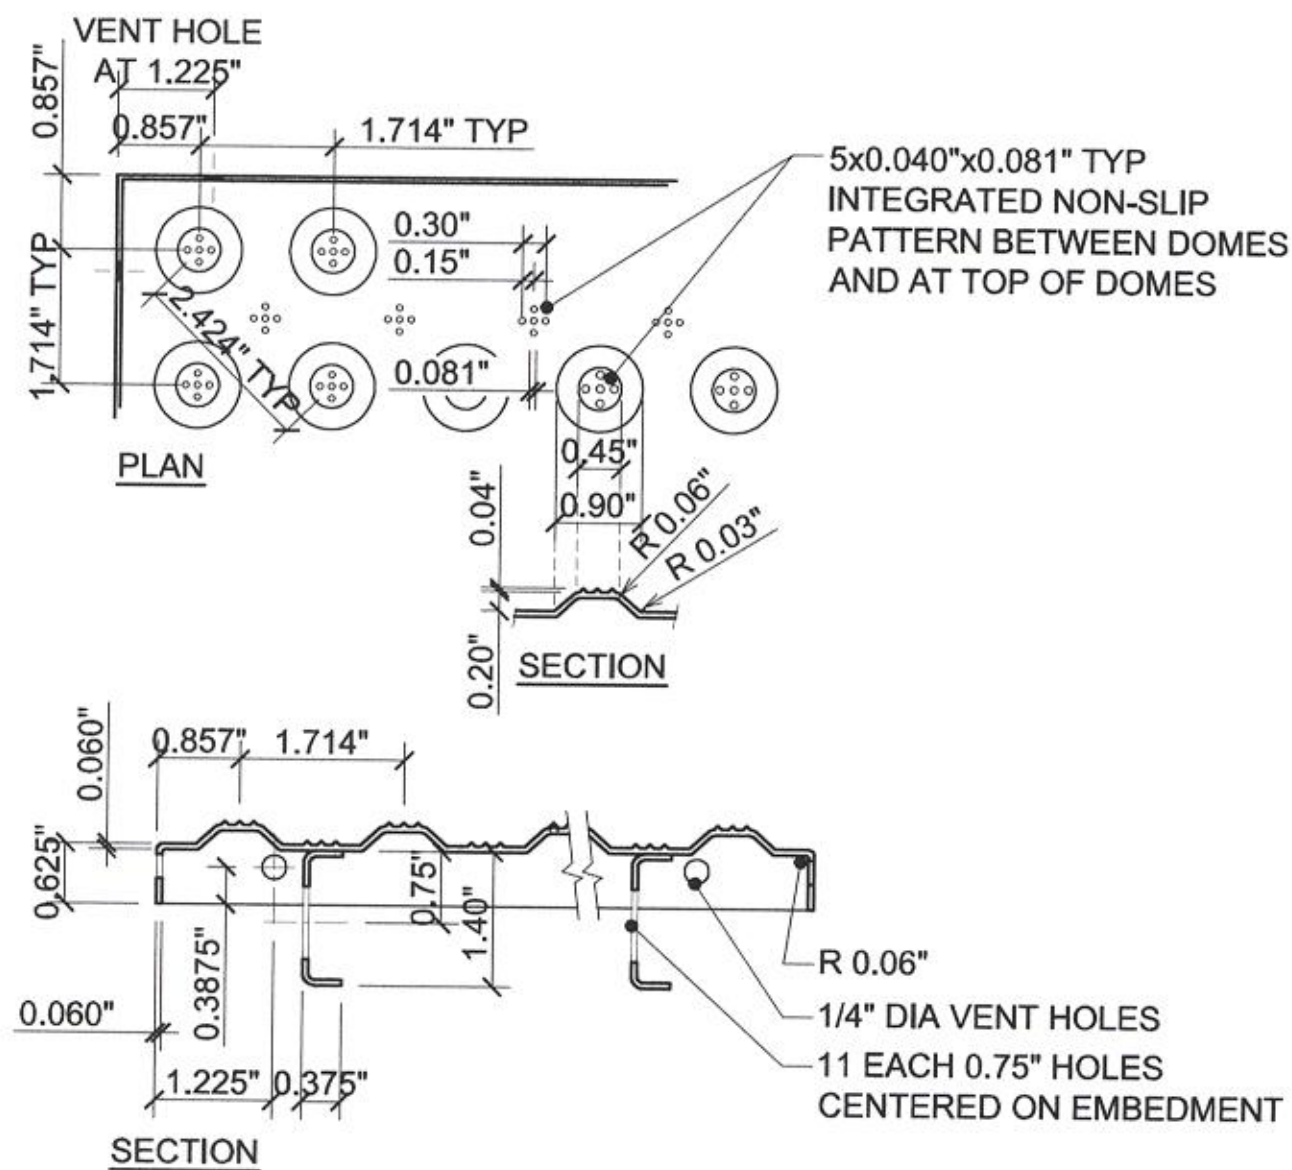 VENT HOLE
AT 1.225"
0.857"
0.857"
1.714" TYP
5x0.040"x0.081" TYP
INTEGRATED NON-SLIP
PATTERN BETWEEN DOMES
AND AT TOP OF DOMES
0.30"
0.15"
1.714" TYP
2.424" TYP
0.081"
PLAN
0.45"
0.90"
0.04"
R 0.06"
R 0.03"
0.20"
SECTION
0.060"
0.857"
1.714"
0.625"
0.75"
1.40"
0.3875"
0.060"
1.225"
0.375"
R 0.06"
1/4" DIA VENT HOLES
11 EACH 0.75" HOLES
CENTERED ON EMBEDMENT
SECTION